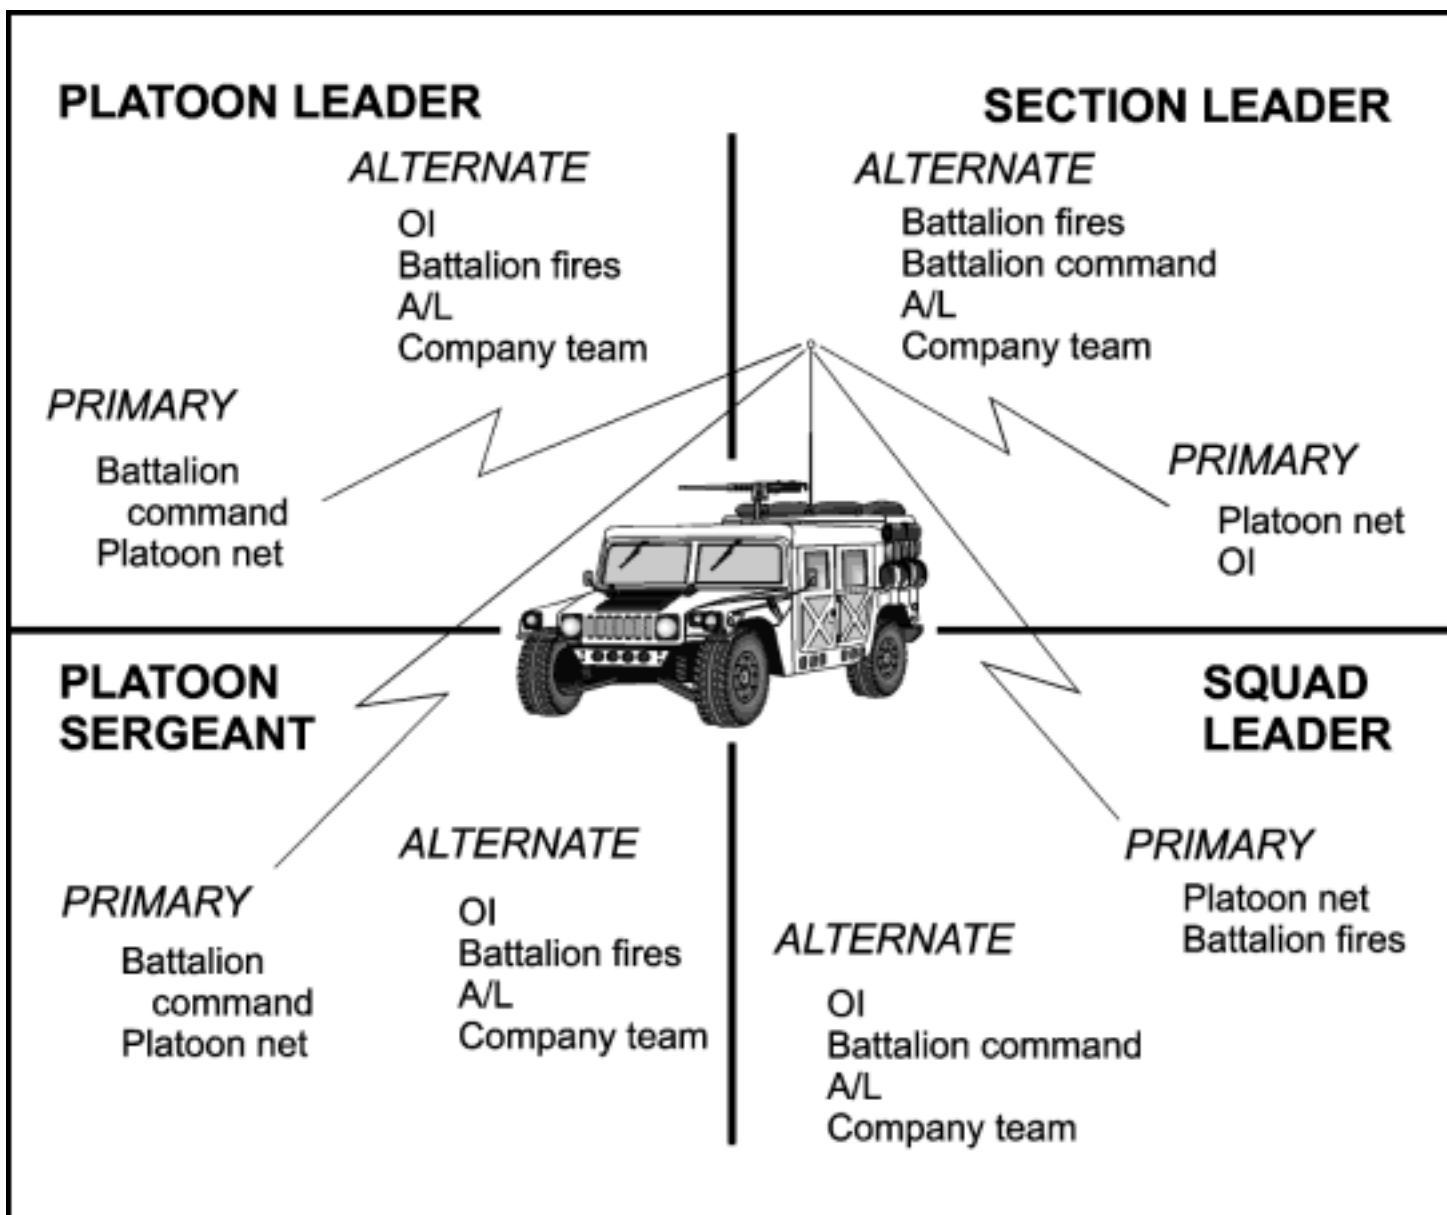 PLATOON LEADER
ALTERNATE
OI
Battalion fires
A/L
Company team
PRIMARY
Battalion
command
Platoon net
SECTION LEADER
ALTERNATE
Battalion fires
Battalion command
A/L
Company team
PRIMARY
Platoon net
OI
PLATOON
SERGEANT
ALTERNATE
OI
Battalion fires
A/L
Company team
PRIMARY
Battalion
command
Platoon net
SQUAD
LEADER
PRIMARY
Platoon net
Battalion fires
ALTERNATE
OI
Battalion command
A/L
Company team